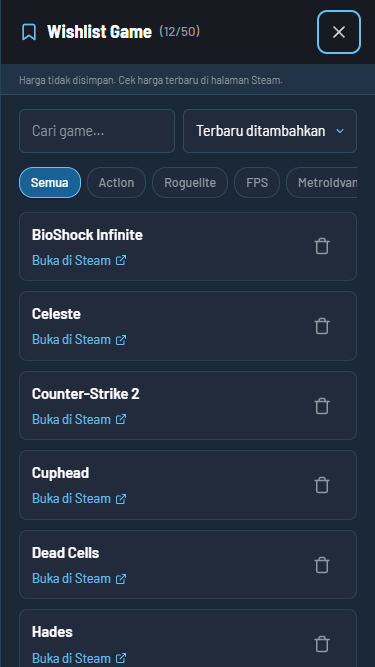 Wishlist Game (12/50)
Harga tidak disimpan. Cek harga terbaru di halaman Steam.
Cari game...
Terbaru ditambahkan
Semua
Action
Roguelite
FPS
Metroidvan
BioShock Infinite
Buka di Steam
Celeste
Buka di Steam
Counter-Strike 2
Buka di Steam
Cuphead
Buka di Steam
Dead Cells
Buka di Steam
Hades
Buka di Steam